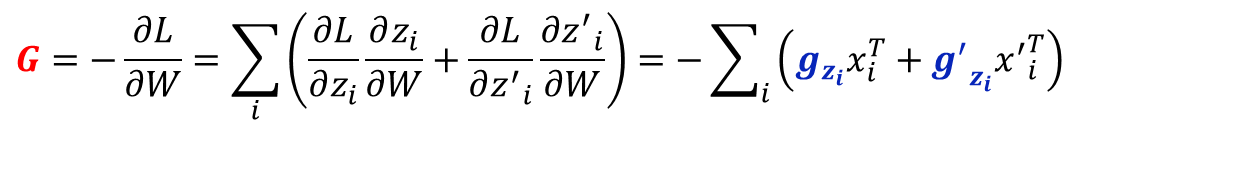 G = − ∂L/∂W = ∑_i (∂L/∂z_i ∂z_i/∂W + ∂L/∂z'_i ∂z'_i/∂W) = − ∑_i (g_{z_i} x_i^T + g'_{z_i} x'_i^T)